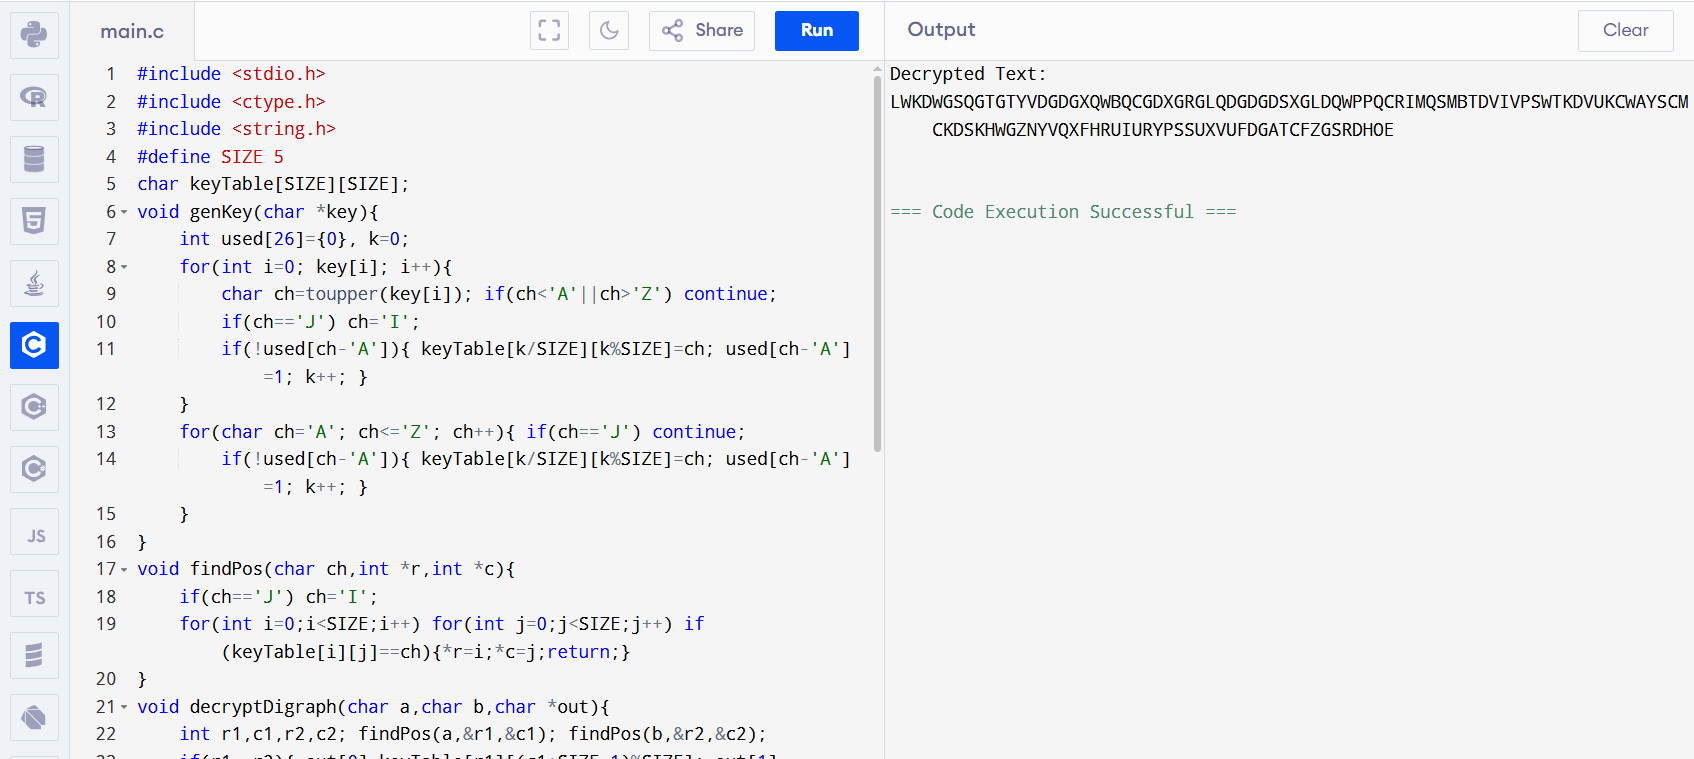 main.c
Share
Run
Output
Clear
1 #include <stdio.h>
2 #include <ctype.h>
3 #include <string.h>
4 #define SIZE 5
5 char keyTable[SIZE][SIZE];
6 void genKey(char *key){
7 int used[26]={0}, k=0;
8 for(int i=0; key[i]; i++){
9 char ch=toupper(key[i]); if(ch<'A'||ch>'Z') continue;
10 if(ch=='J') ch='I';
11 if(!used[ch-'A']){ keyTable[k/SIZE][k%SIZE]=ch; used[ch-'A']
=1; k++; }
12 }
13 for(char ch='A'; ch<='Z'; ch++){ if(ch=='J') continue;
14 if(!used[ch-'A']){ keyTable[k/SIZE][k%SIZE]=ch; used[ch-'A']
=1; k++; }
15 }
16 }
17 void findPos(char ch,int *r,int *c){
18 if(ch=='J') ch='I';
19 for(int i=0;i<SIZE;i++) for(int j=0;j<SIZE;j++) if
(keyTable[i][j]==ch){*r=i;*c=j;return;}
20 }
21 void decryptDigraph(char a,char b,char *out){
22 int r1,c1,r2,c2; findPos(a,&r1,&c1); findPos(b,&r2,&c2);
Decrypted Text:
LWKDWGSQGTGTYVDGDGXQWBQCGDXGRGLQDGDGDSXGLDQWPPQCRIMQSMBTDVIVPSWTKDVUKCWAYSCM
CKDSKHWGZNYVQXFHRUIURYPSSUXVUFDGATCFZGSRDHOE
=== Code Execution Successful ===
R
5
C
C
C
JS
TS